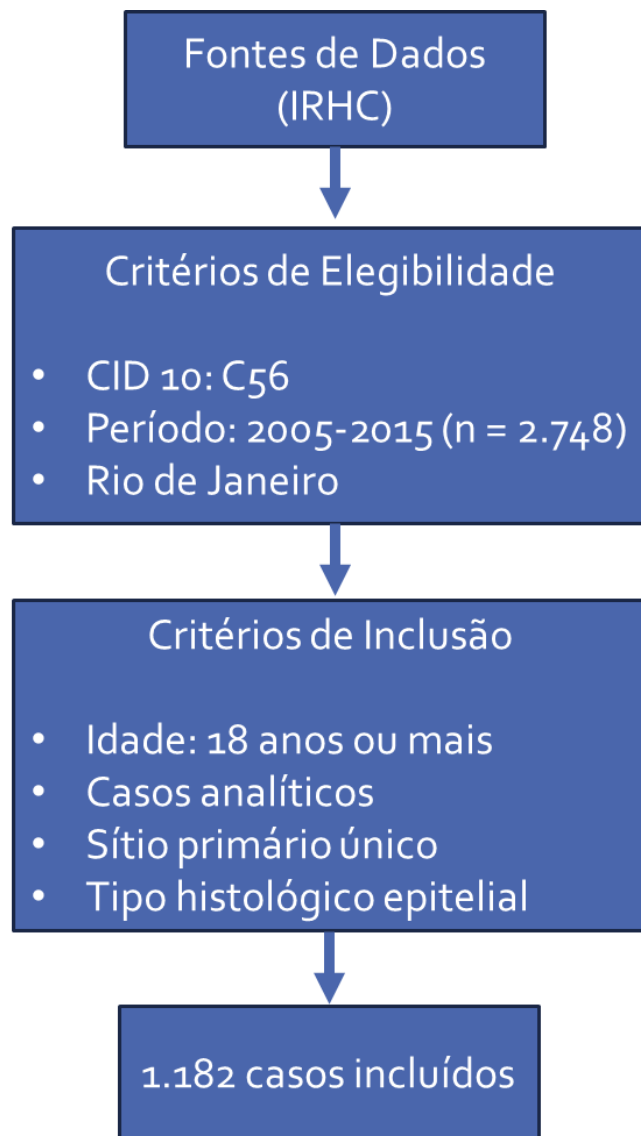 Fontes de Dados
(IRHC)
Critérios de Elegibilidade
• CID 10: C56
• Período: 2005-2015 (n = 2.748)
• Rio de Janeiro
Critérios de Inclusão
• Idade: 18 anos ou mais
• Casos analíticos
• Sítio primário único
• Tipo histológico epitelial
1.182 casos incluídos